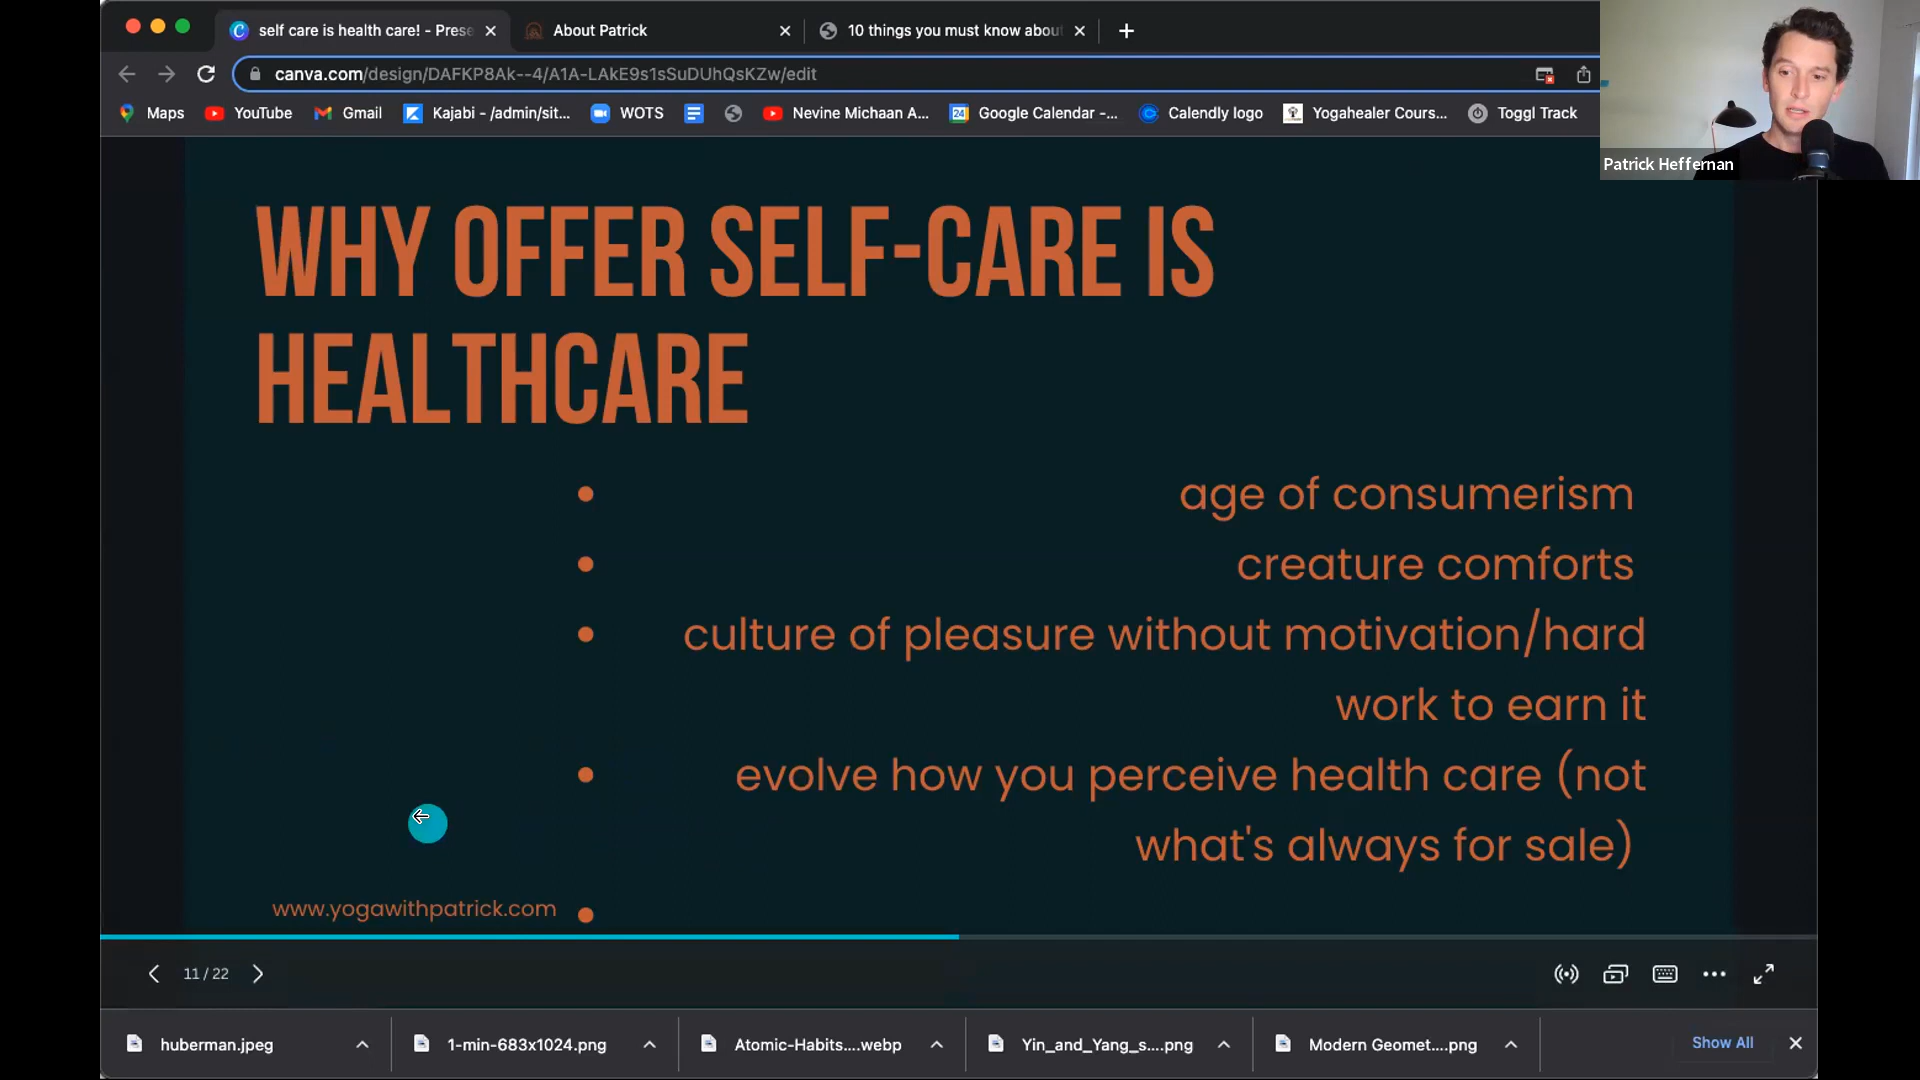 self care is health care! - Prese
About Patrick
10 things you must know about
canva.com/design/DAFKP8Ak--4/A1A-LAkE9s1sSuDUhQsKZw/edit
Maps
YouTube
Gmail
Kajabi - /admin/sit...
WOTS
Nevine Michaan A...
24
Google Calendar -...
Calendly logo
Yogahealer Cours...
Toggl Track
Patrick Heffernan
WHY OFFER SELF-CARE IS
HEALTHCARE
• age of consumerism
• creature comforts
• culture of pleasure without motivation/hard
work to earn it
• evolve how you perceive health care (not
what's always for sale)
•
www.yogawithpatrick.com
11 / 22
huberman.jpeg
1-min-683x1024.png
Atomic-Habits....webp
Yin_and_Yang_s....png
Modern Geomet....png
Show All